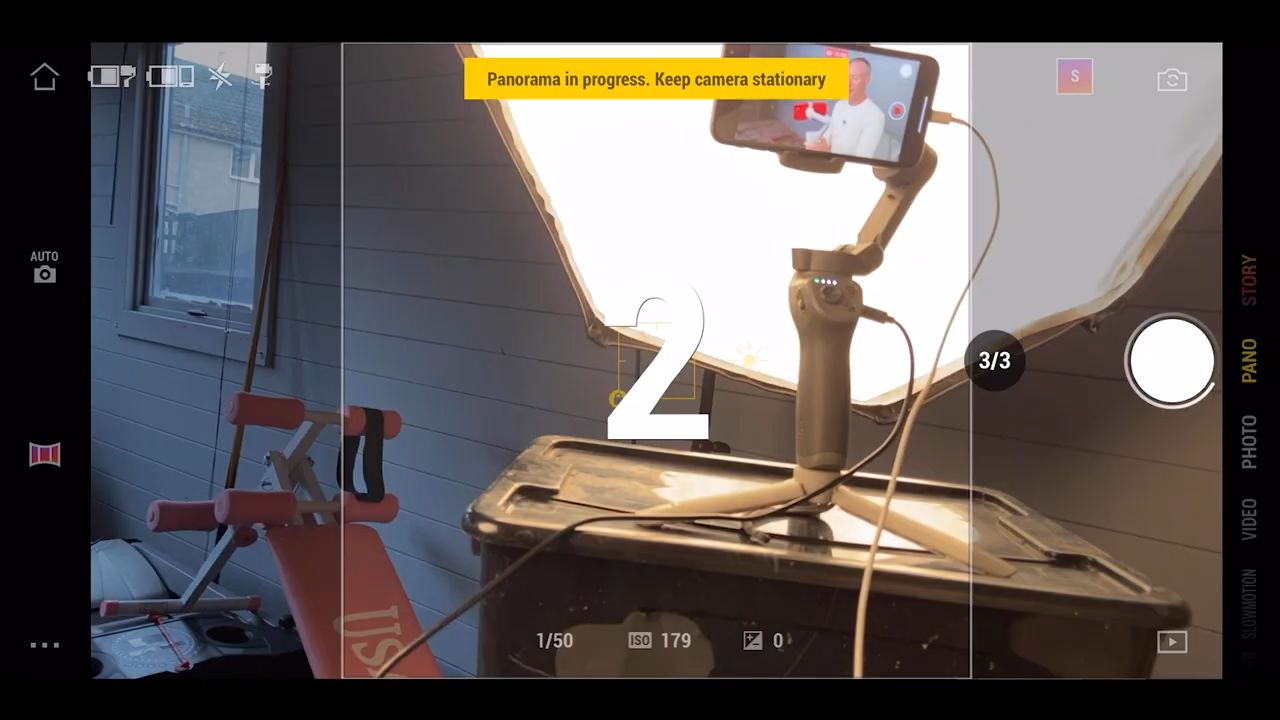 Panorama in progress. Keep camera stationary
S
AUTO
2
3/3
STORY
PANO
PHOTO
VIDEO
SLOWMOTION
1/50
ISO 179
0